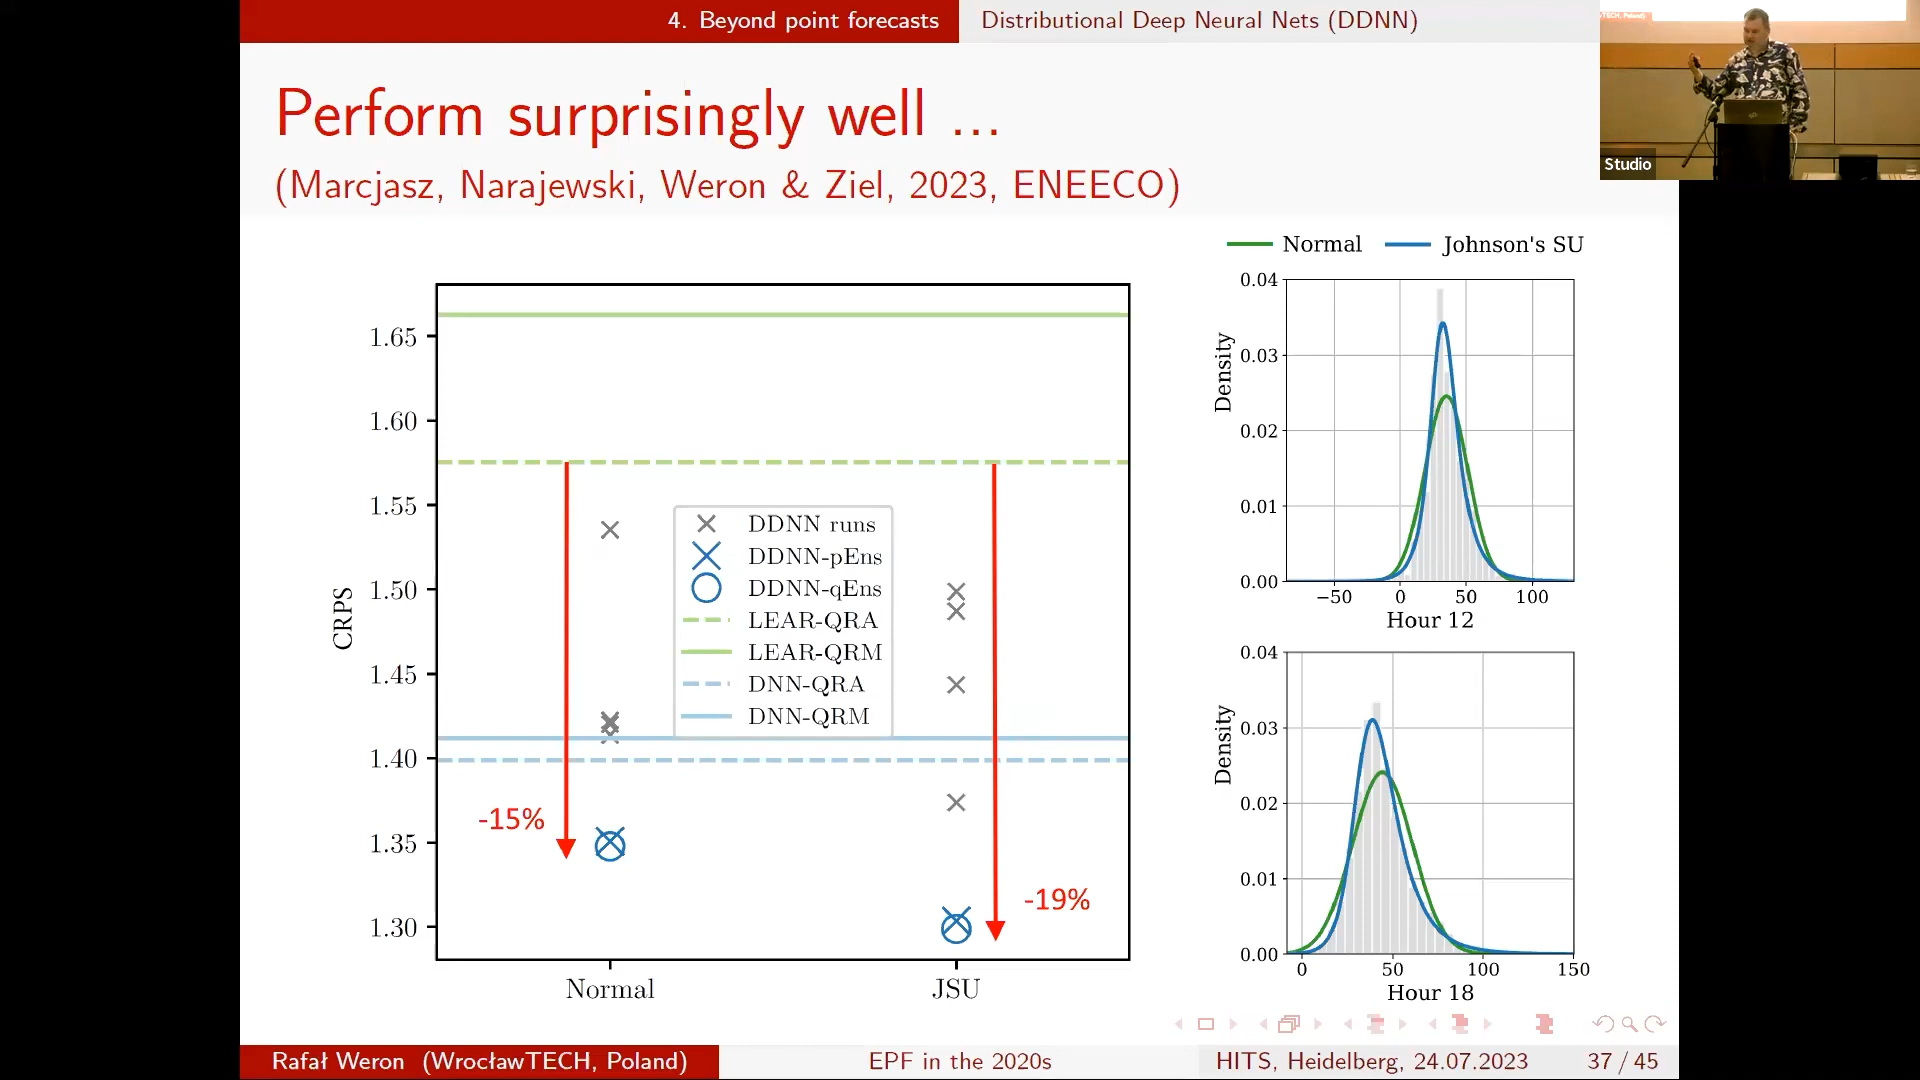 4. Beyond point forecasts
Distributional Deep Neural Nets (DDNN)
Perform surprisingly well ...
(Marcjasz, Narajewski, Weron & Ziel, 2023, ENEECO)
Studio
CRPS
1.65
1.60
1.55
1.50
1.45
1.40
1.35
1.30
DDNN runs
DDNN-pEns
DDNN-qEns
LEAR-QRA
LEAR-QRM
DNN-QRA
DNN-QRM
-15%
-19%
Normal
JSU
Normal
Johnson's SU
Density
0.04
0.03
0.02
0.01
0.00
−50
0
50
100
Hour 12
Density
0.04
0.03
0.02
0.01
0.00
0
50
100
150
Hour 18
Rafał Weron (WrocławTECH, Poland)
EPF in the 2020s
HITS, Heidelberg, 24.07.2023
37 / 45